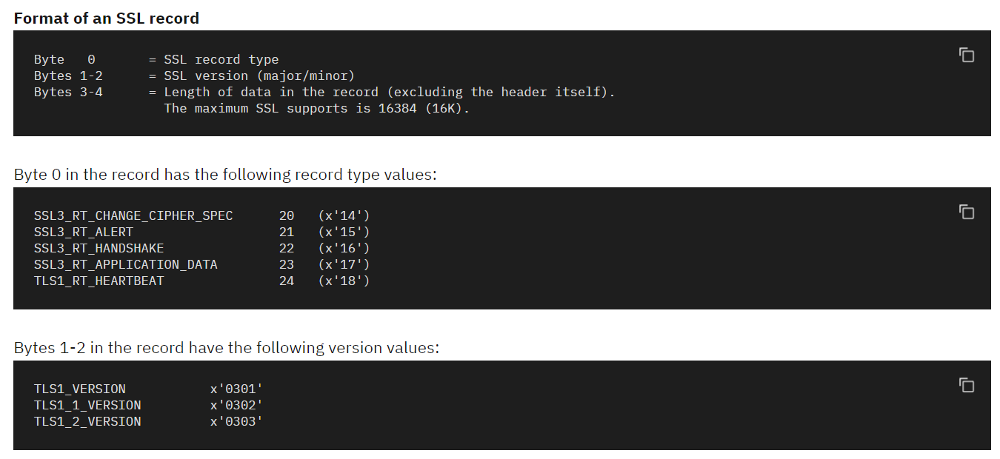 Format of an SSL record
Byte   0       = SSL record type
Bytes 1-2      = SSL version (major/minor)
Bytes 3-4      = Length of data in the record (excluding the header itself).
                 The maximum SSL supports is 16384 (16K).
Byte 0 in the record has the following record type values:
SSL3_RT_CHANGE_CIPHER_SPEC      20   (x'14')
SSL3_RT_ALERT                   21   (x'15')
SSL3_RT_HANDSHAKE               22   (x'16')
SSL3_RT_APPLICATION_DATA        23   (x'17')
TLS1_RT_HEARTBEAT               24   (x'18')
Bytes 1-2 in the record have the following version values:
TLS1_VERSION           x'0301'
TLS1_1_VERSION         x'0302'
TLS1_2_VERSION         x'0303'